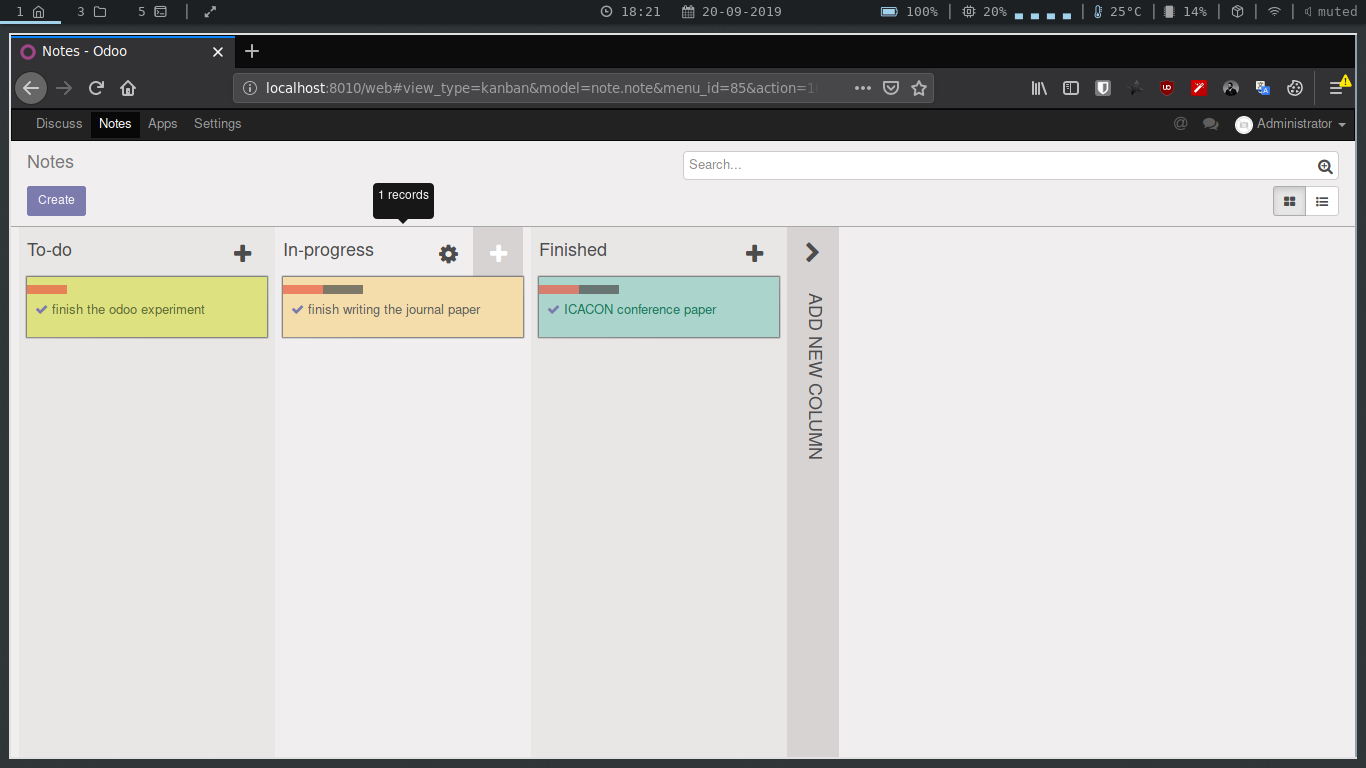 1 3 5 18:21 20-09-2019 100% 20% 25°C 14% muted
Notes - Odoo
localhost:8010/web#view_type=kanban&model=note.note&menu_id=85&action=1
Discuss Notes Apps Settings @ Administrator
Notes Search...
Create
1 records
To-do In-progress Finished
finish the odoo experiment
finish writing the journal paper
ICACON conference paper
ADD NEW COLUMN